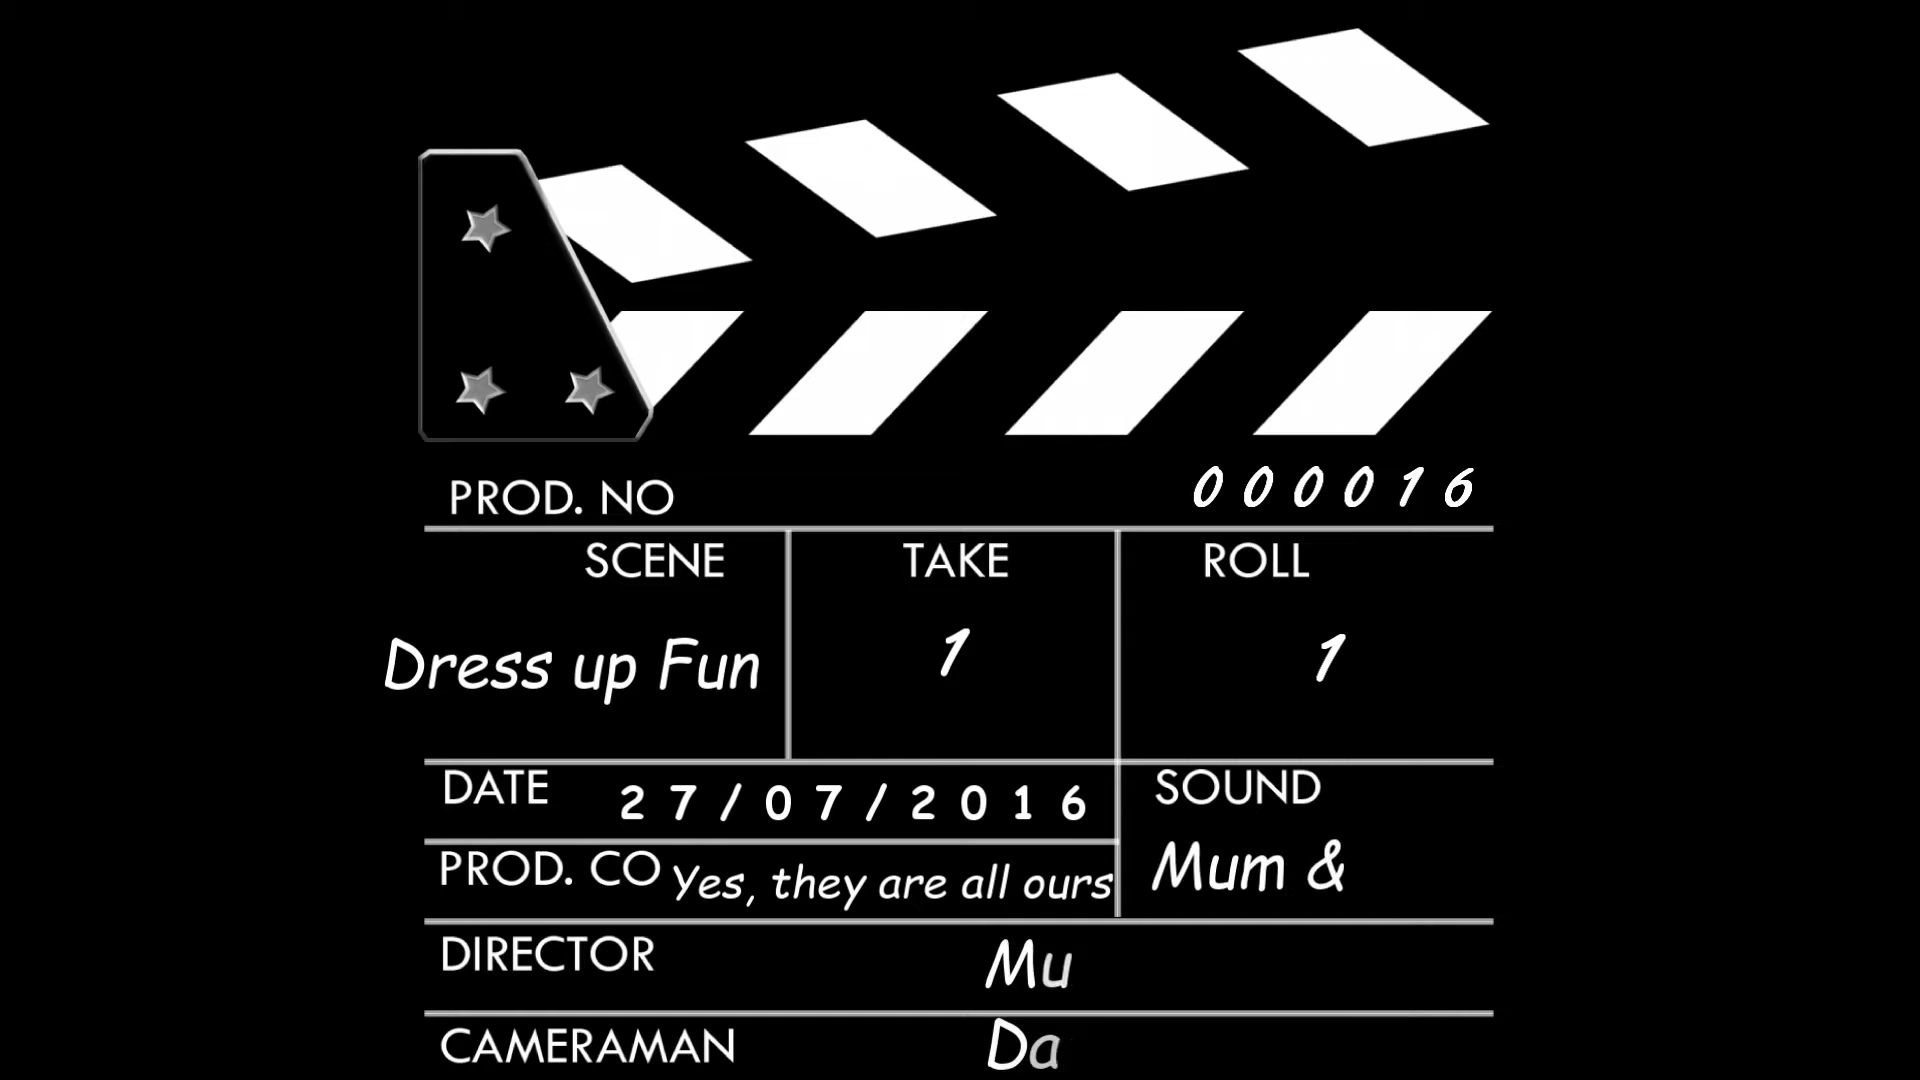 PROD. NO 000016
SCENE TAKE ROLL
Dress up Fun 1 1
DATE 27/07/2016 SOUND
PROD. CO Yes, they are all ours Mum &
DIRECTOR Mu
CAMERAMAN Da